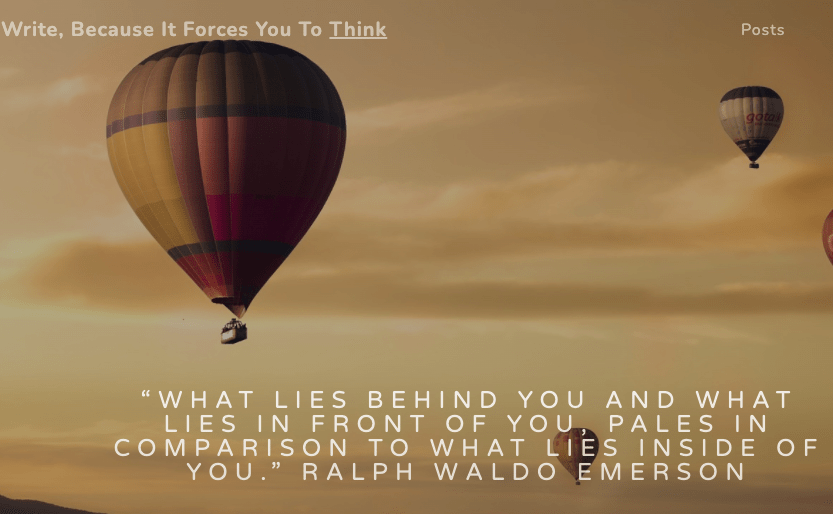 Write, Because It Forces You To Think
Posts
gotos
“WHAT LIES BEHIND YOU AND WHAT
LIES IN FRONT OF YOU, PALES IN
COMPARISON TO WHAT LIES INSIDE OF
YOU.” RALPH WALDO EMERSON